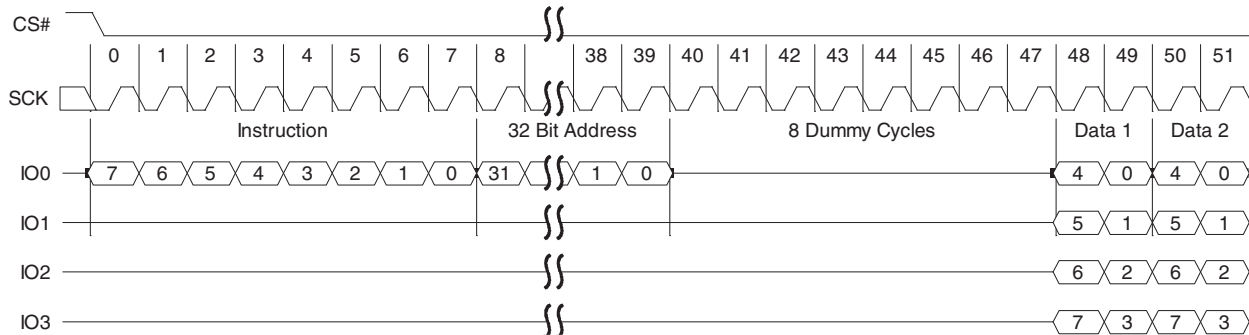 CS#
0 1 2 3 4 5 6 7 8 38 39 40 41 42 43 44 45 46 47 48 49 50 51
SCK
Instruction 32 Bit Address 8 Dummy Cycles Data 1 Data 2
IO0 7 6 5 4 3 2 1 0 31 1 0 4 0 4 0
IO1 5 1 5 1
IO2 6 2 6 2
IO3 7 3 7 3